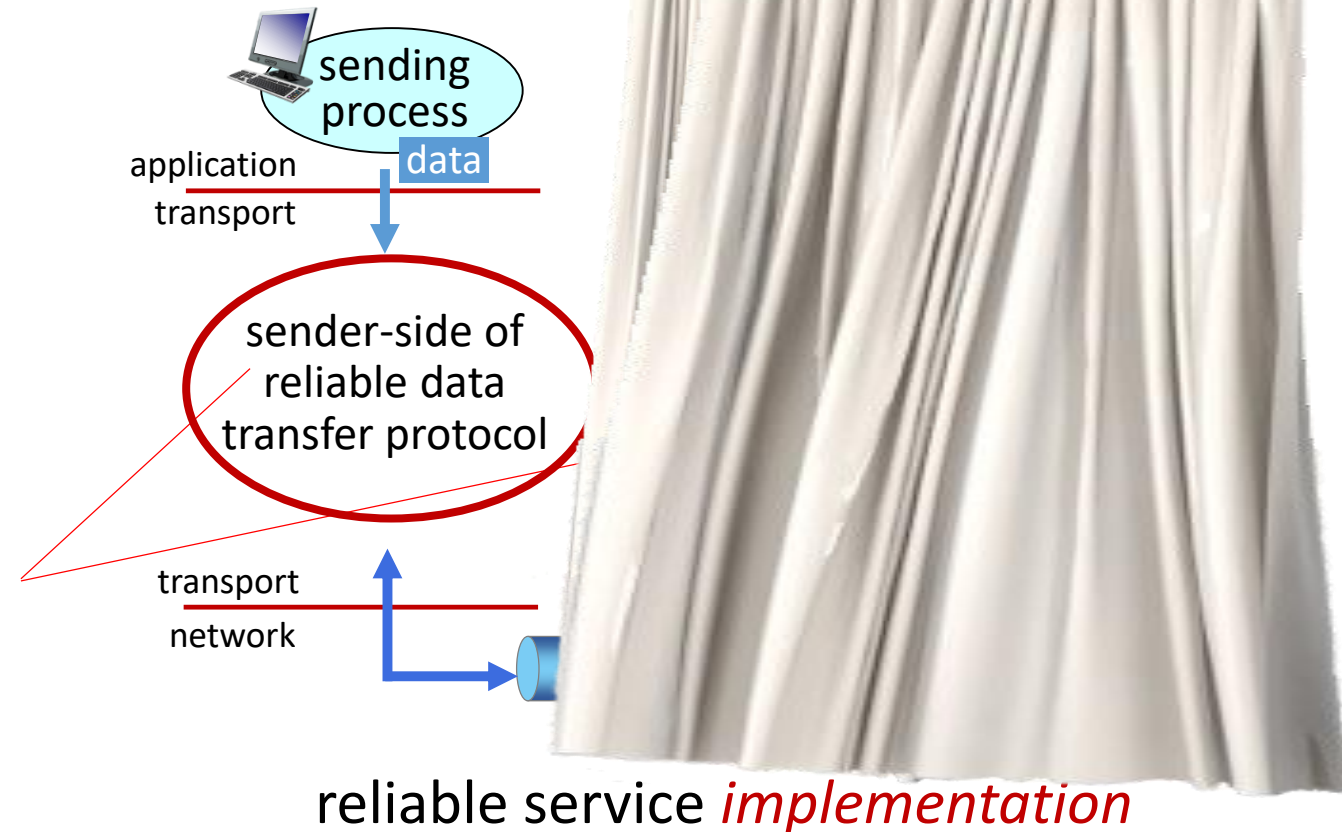 sending
process
data
application
transport
sender-side of
reliable data
transfer protocol
transport
network
reliable service implementation